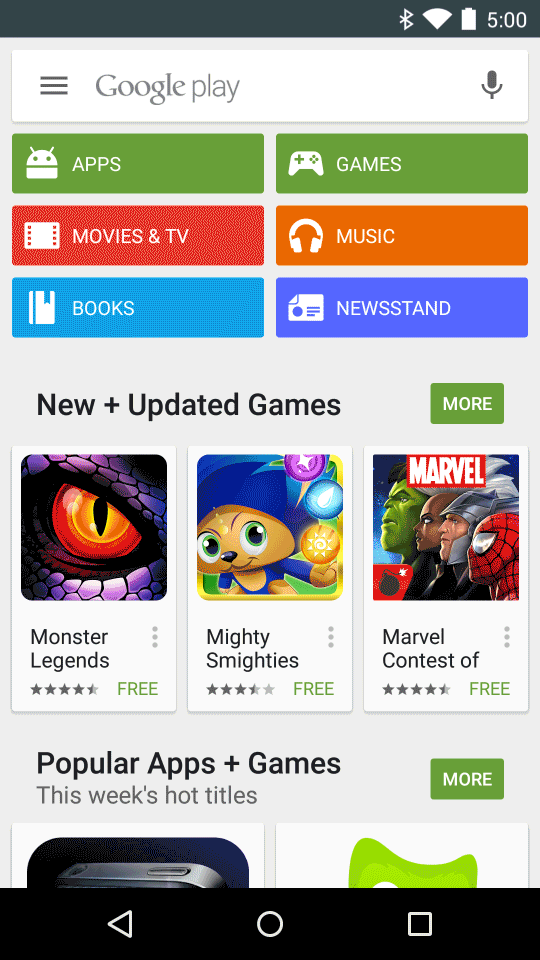 5:00
Google play
APPS
GAMES
MOVIES & TV
MUSIC
BOOKS
NEWSSTAND
New + Updated Games
MORE
MARVEL
Monster
Legends
FREE
Mighty
Smighties
FREE
Marvel
Contest of
FREE
Popular Apps + Games
This week's hot titles
MORE